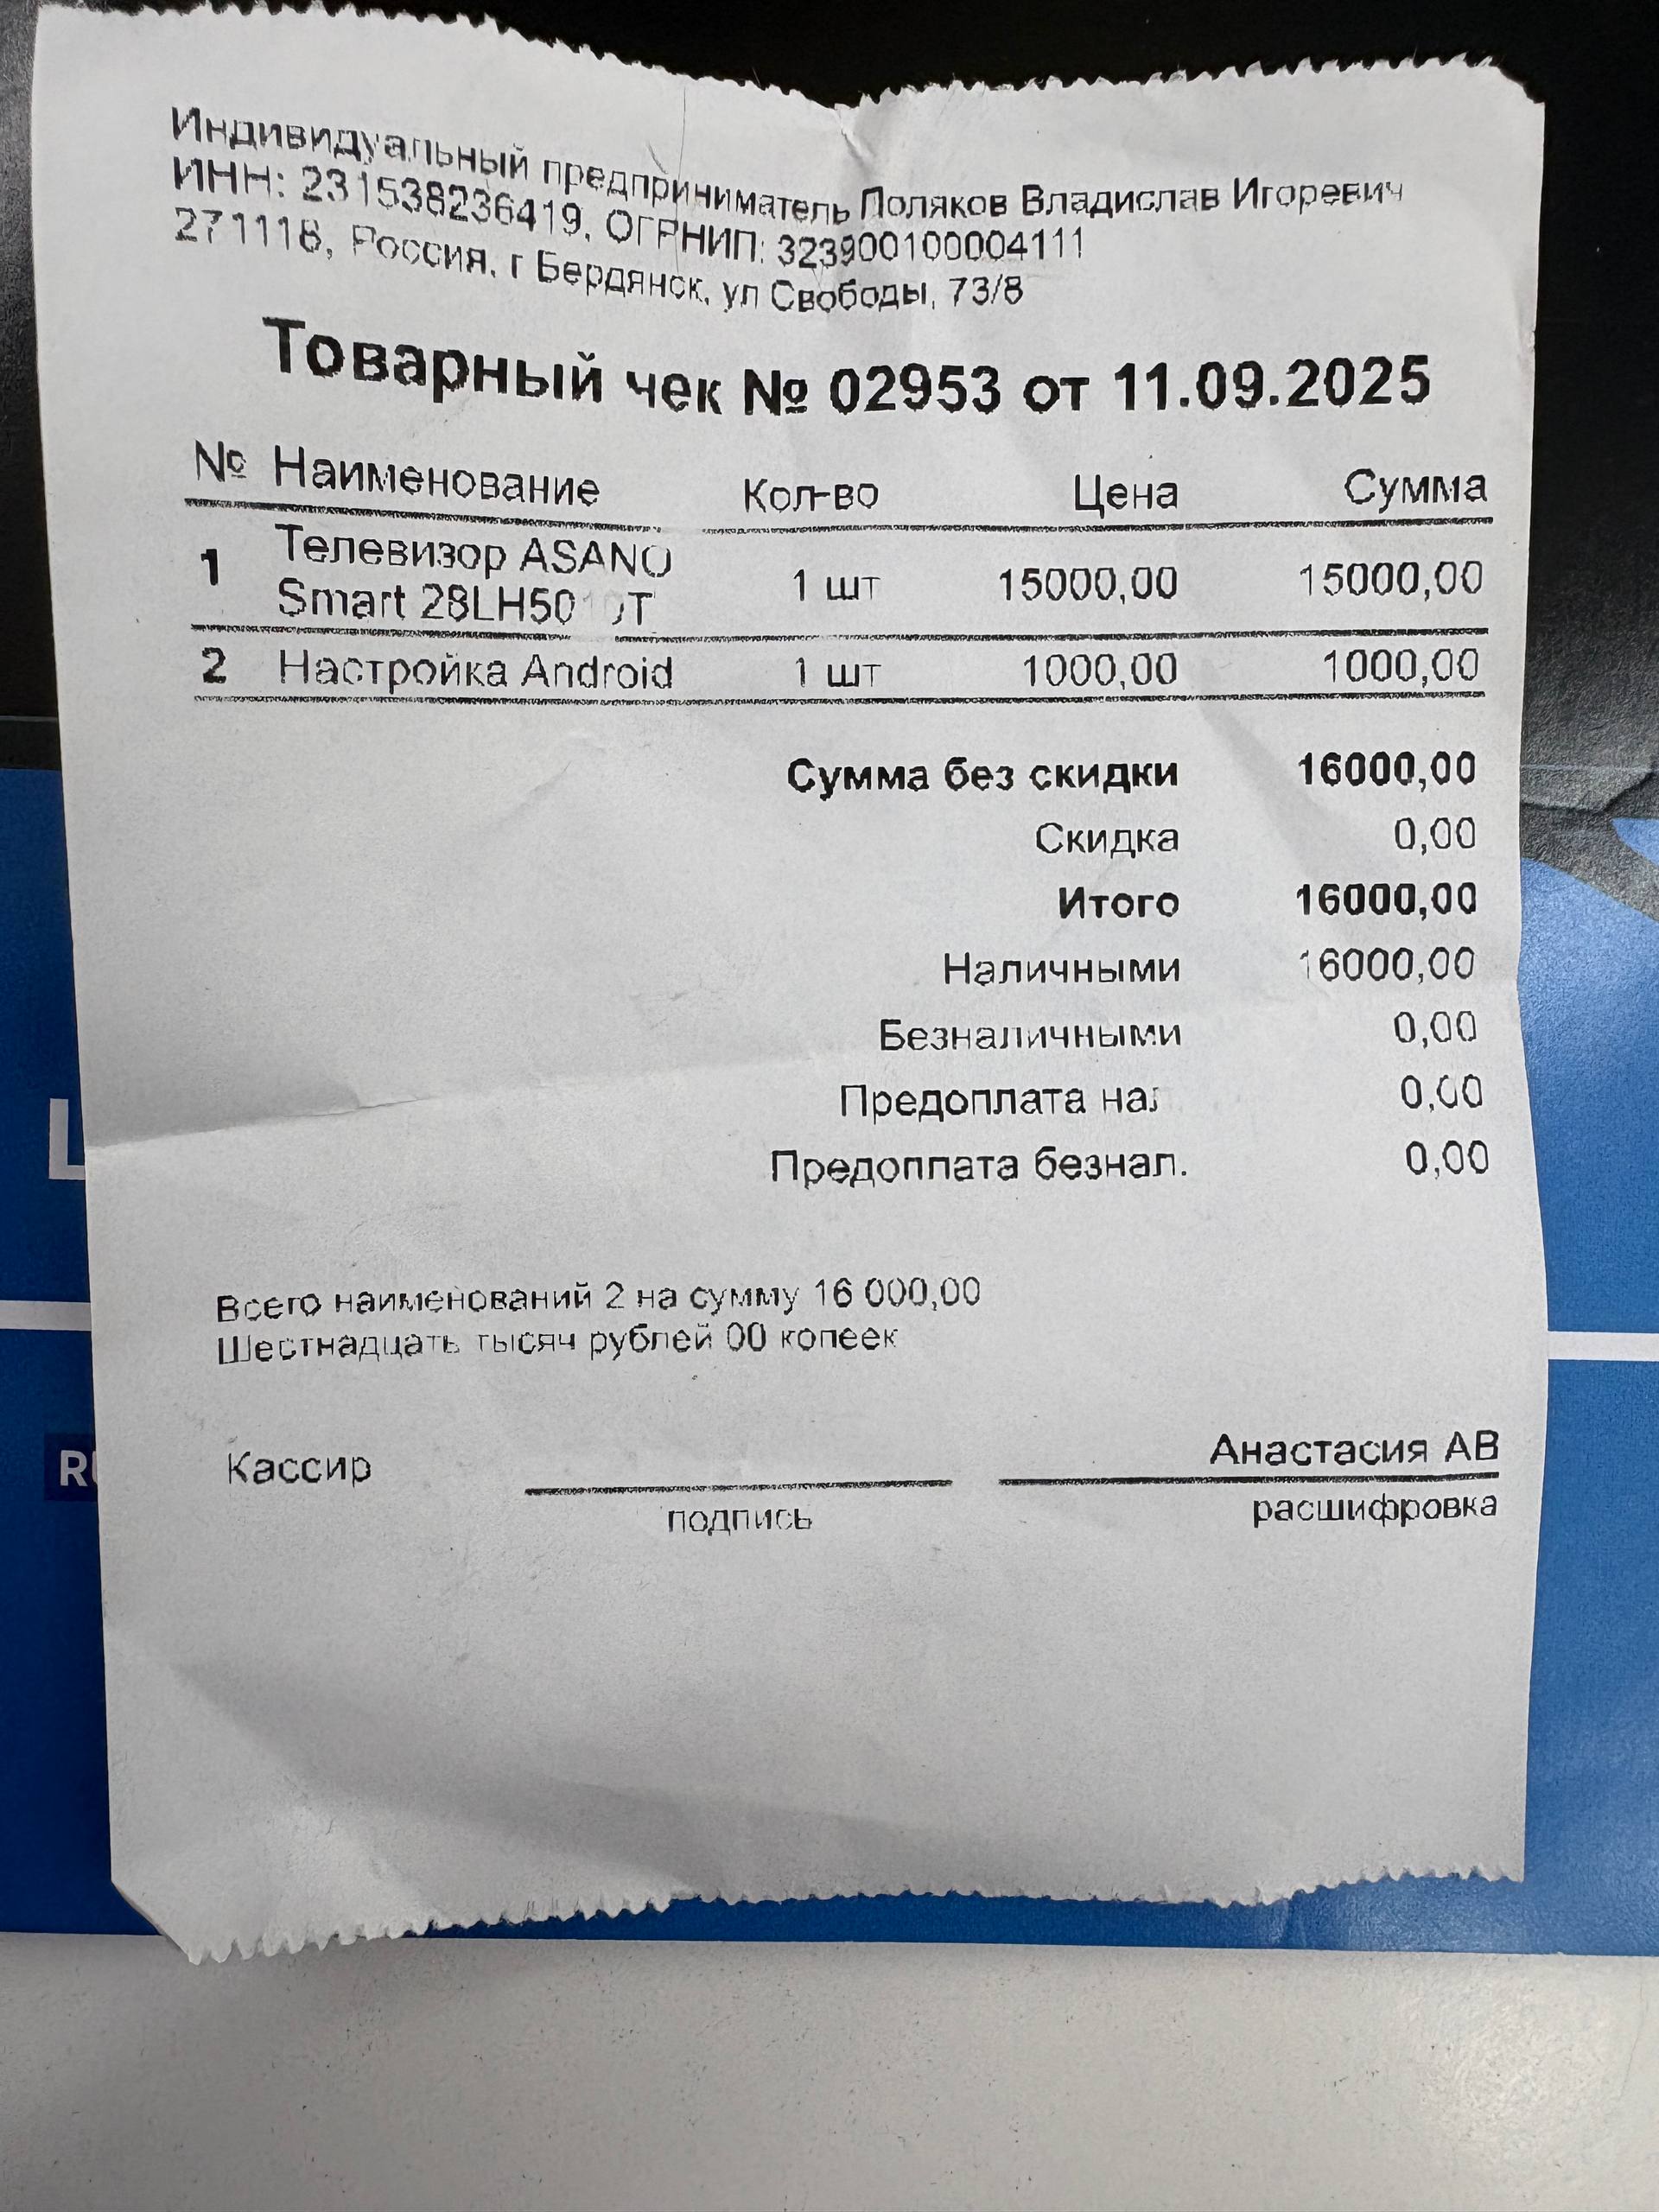 Индивидуальный предприниматель Поляков Владислав Игоревич
ИНН: 231538236419, ОГРНИП: 323900100004111
271118, Россия, г Бердянск, ул Свободы, 73/8
Товарный чек № 02953 от 11.09.2025
№ Наименование Кол-во Цена Сумма
1 Телевизор ASANO 1 шт 15000,00 15000,00
Smart
2 Настройка Android 1 шт 1000,00 1000,00
Сумма без скидки 16000,00
Скидка 0,00
Итого 16000,00
Наличными 16000,00
Безналичными 0,00
Предоплата 0,00
Предоплата безнал. 0,00
Всего наименований 2 на сумму 16 000,00
Шестнадцать тысяч рублей 00 копеек
Кассир Анастасия АВ
подпись расшифровка